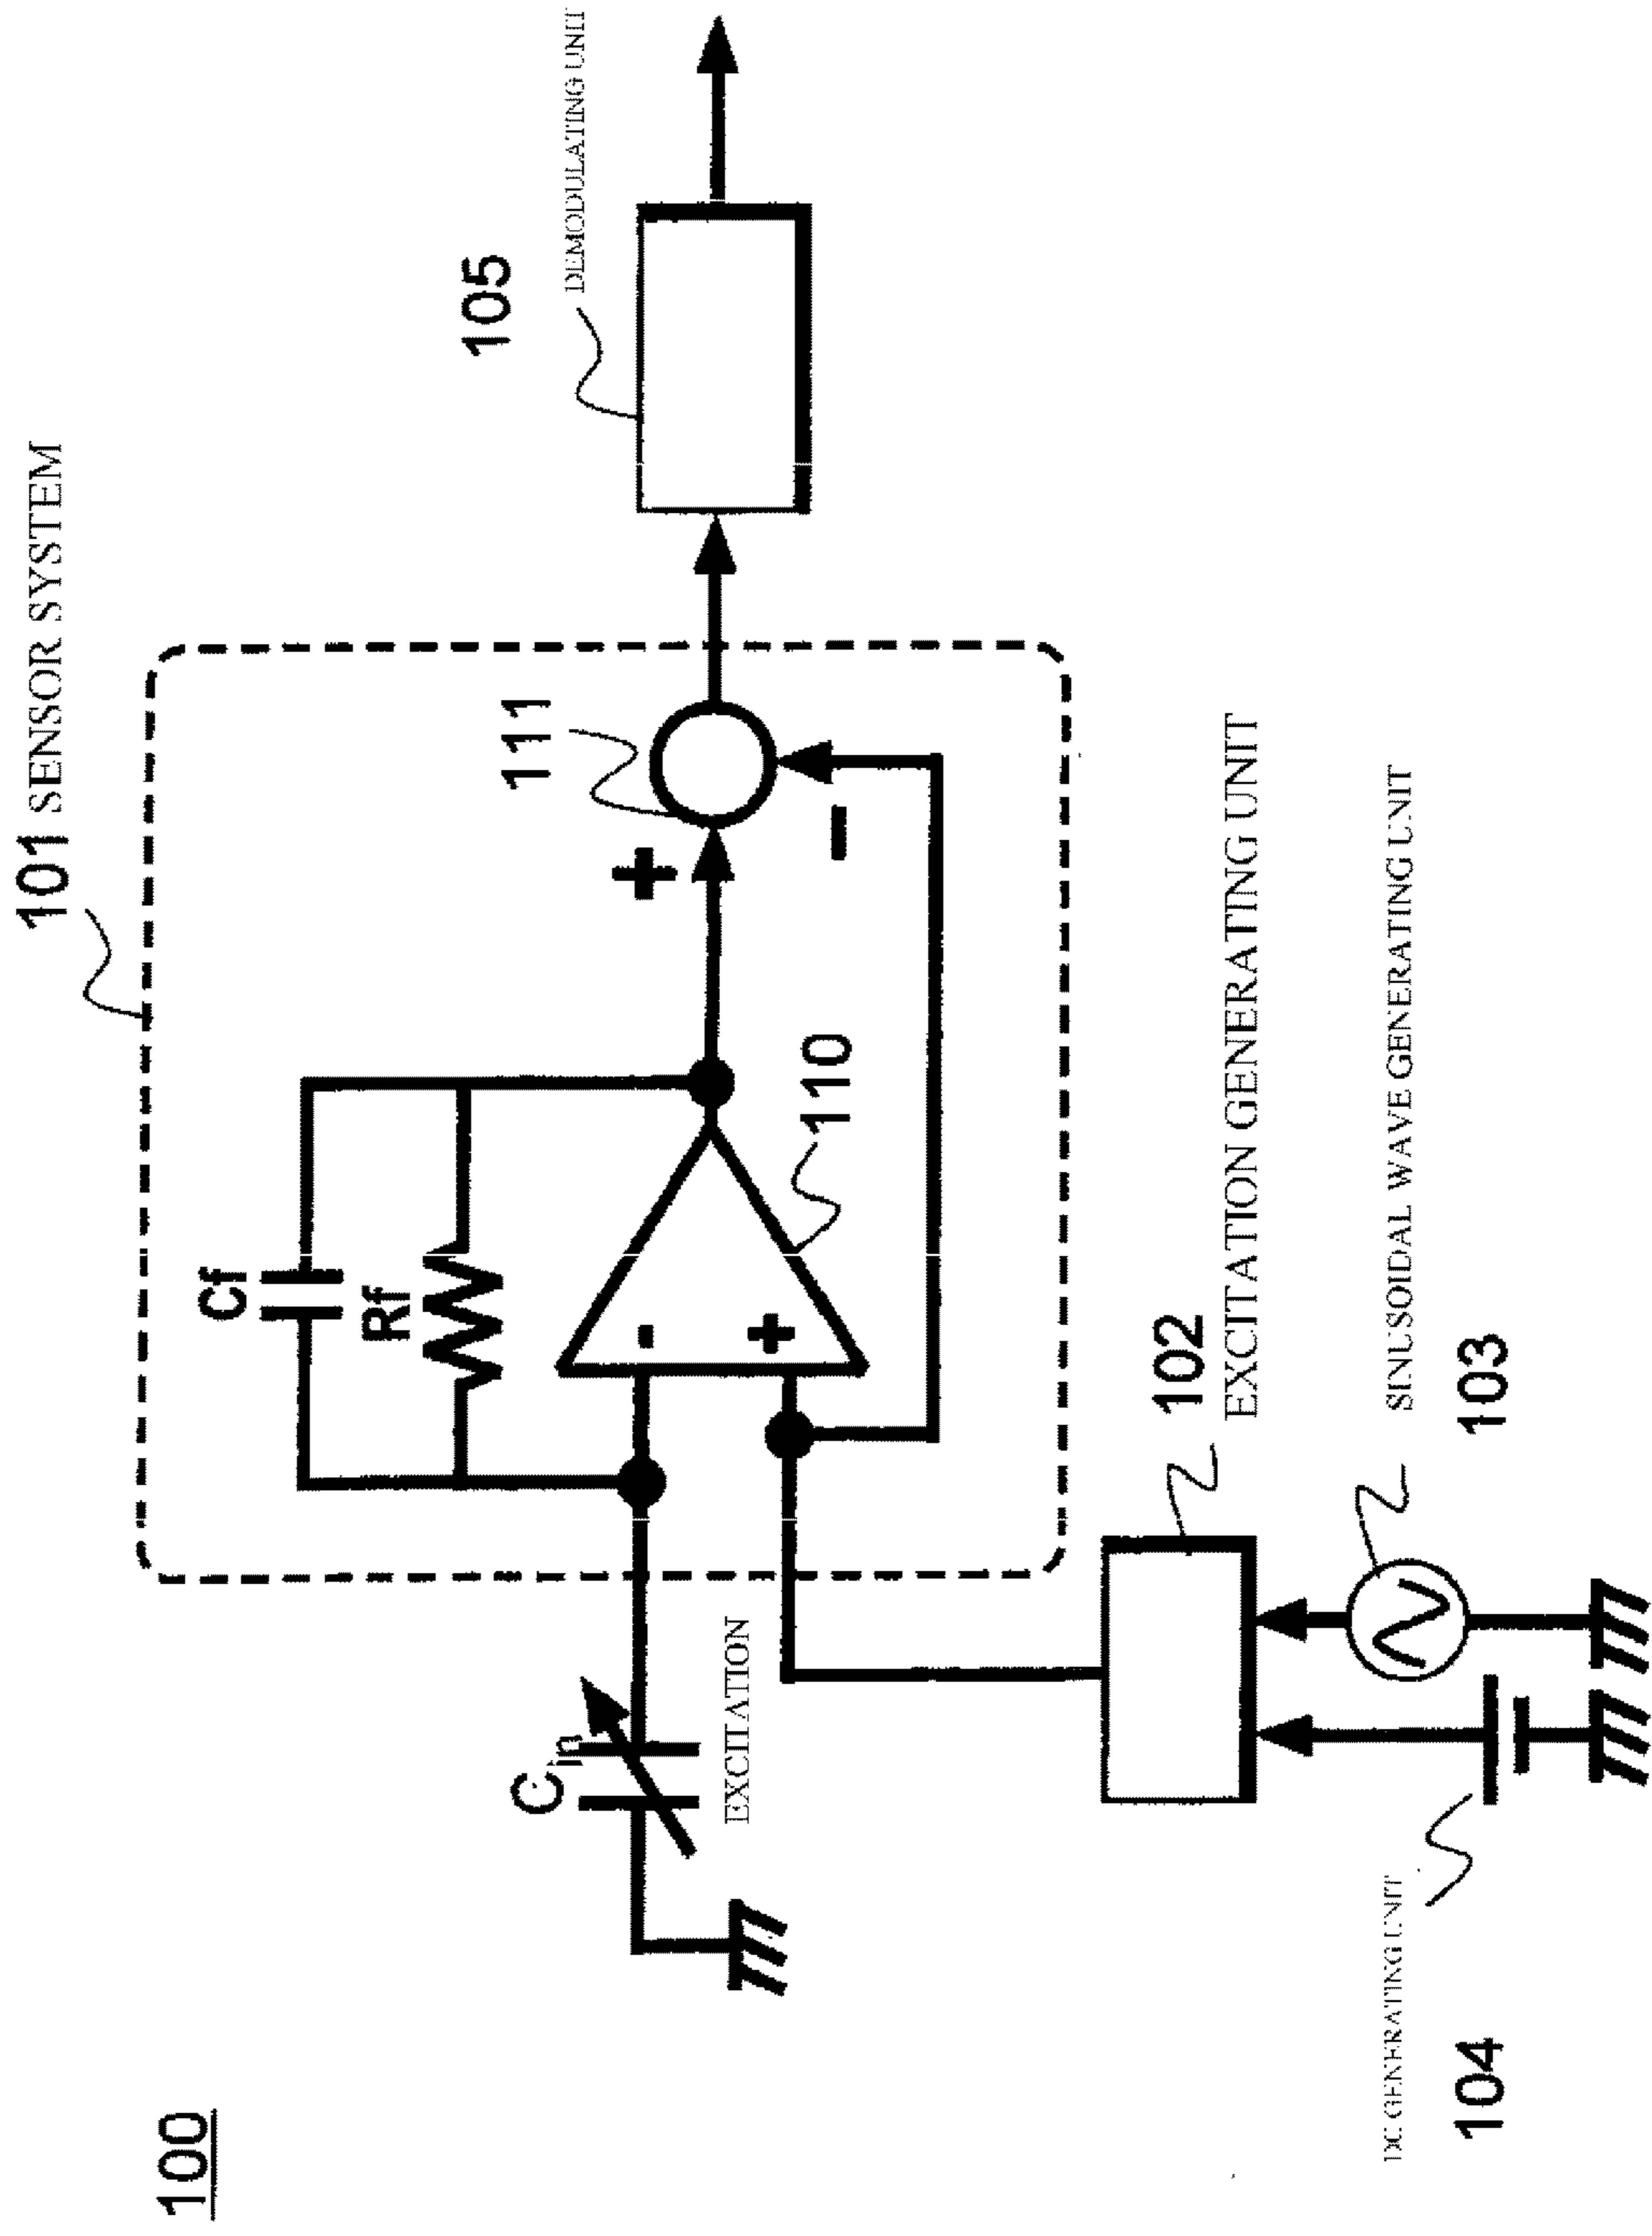 100
101 SENSOR SYSTEM
Cf
Rf
111
105
DEMODULATING UNIT
+
−
-
+
110
Cin
EXCITATION
102
EXCITATION GENERATING UNIT
SINUSOIDAL WAVE GENERATING UNIT
103
DC GENERATING UNIT
104